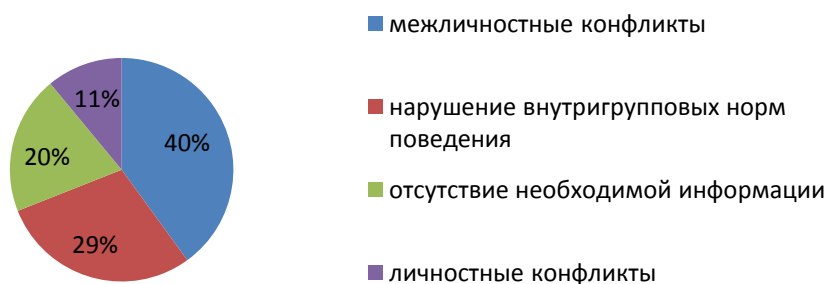 межличностные конфликты
нарушение внутригрупповых норм
поведения
отсутствие необходимой информации
личностные конфликты
11%
40%
20%
29%